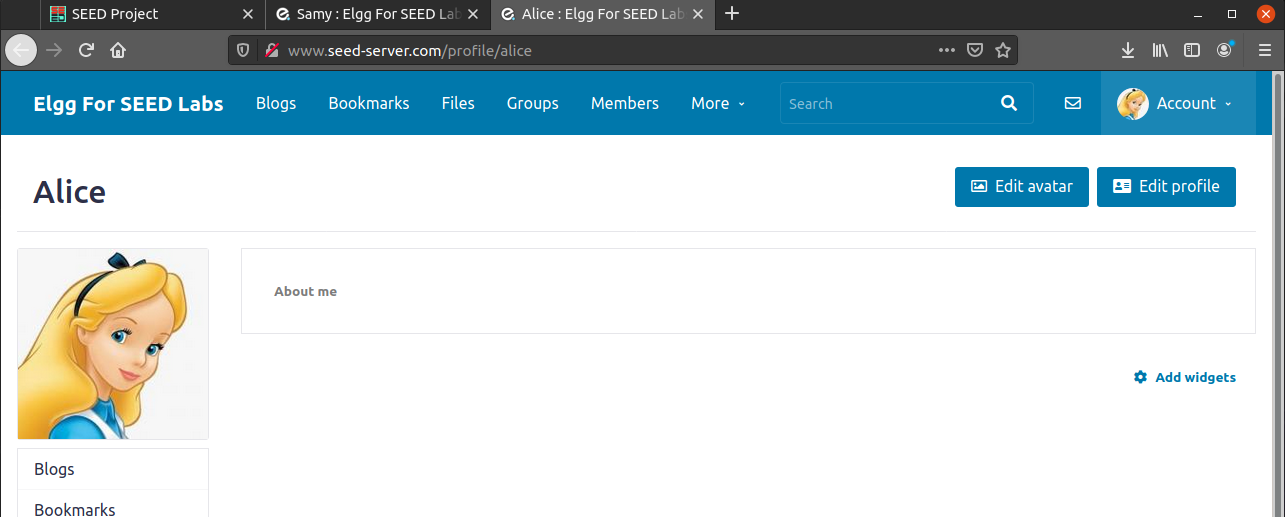 SEED Project
Samy : Elgg For SEED Lab
Alice : Elgg For SEED Lab
www.seed-server.com/profile/alice
Elgg For SEED Labs Blogs Bookmarks Files Groups Members More Search Account
Alice
Edit avatar Edit profile
About me
Add widgets
Blogs
Bookmarks